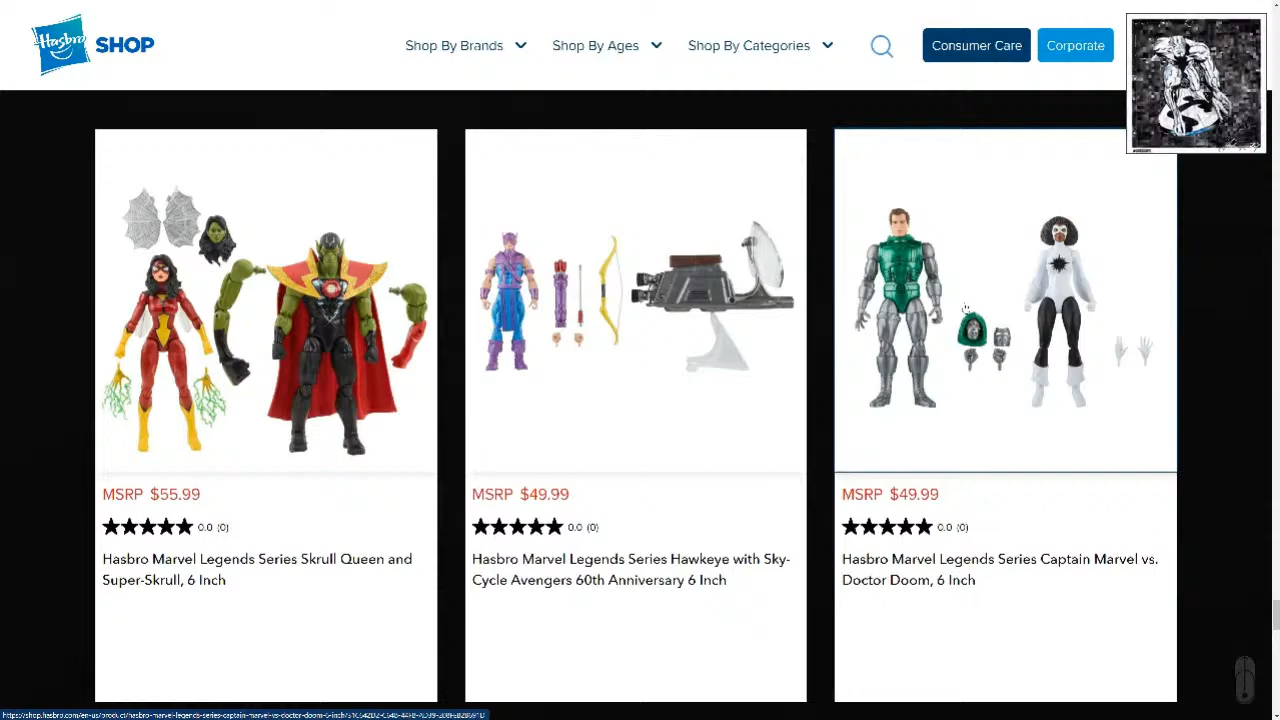 Hasbro
SHOP
Shop By Brands
Shop By Ages
Shop By Categories
Consumer Care
Corporate
MSRP $55.99
0.0 (0)
Hasbro Marvel Legends Series Skrull Queen and
Super-Skrull, 6 Inch
MSRP $49.99
0.0 (0)
Hasbro Marvel Legends Series Hawkeye with Sky-
Cycle Avengers 60th Anniversary 6 Inch
MSRP $49.99
0.0 (0)
Hasbro Marvel Legends Series Captain Marvel vs.
Doctor Doom, 6 Inch